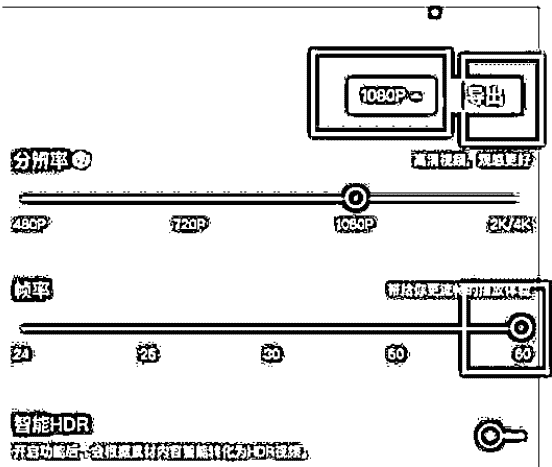 1080P 导出
分辨率 高清视频，观感更好
480P 720P 1080P 2K/4K
帧率
24 25 30 50 60
智能HDR
开启功能后，会根据素材内容智能转化为HDR视频，